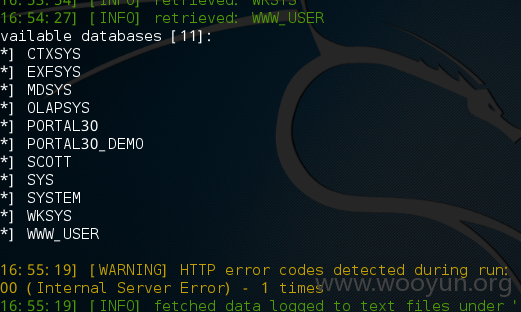 16:53:54] [INFO] retrieved: WKSYS
16:54:27] [INFO] retrieved: WWW_USER
vailable databases [11]:
*] CTXSYS
*] EXFSYS
*] MDSYS
*] OLAPSYS
*] PORTAL30
*] PORTAL30_DEMO
*] SCOTT
*] SYS
*] SYSTEM
*] WKSYS
*] WWW_USER
16:55:19] [WARNING] HTTP error codes detected during run:
00 (Internal Server Error) - 1 times
www.wooyun.org
16:55:19] [INFO] fetched data logged to text files under '